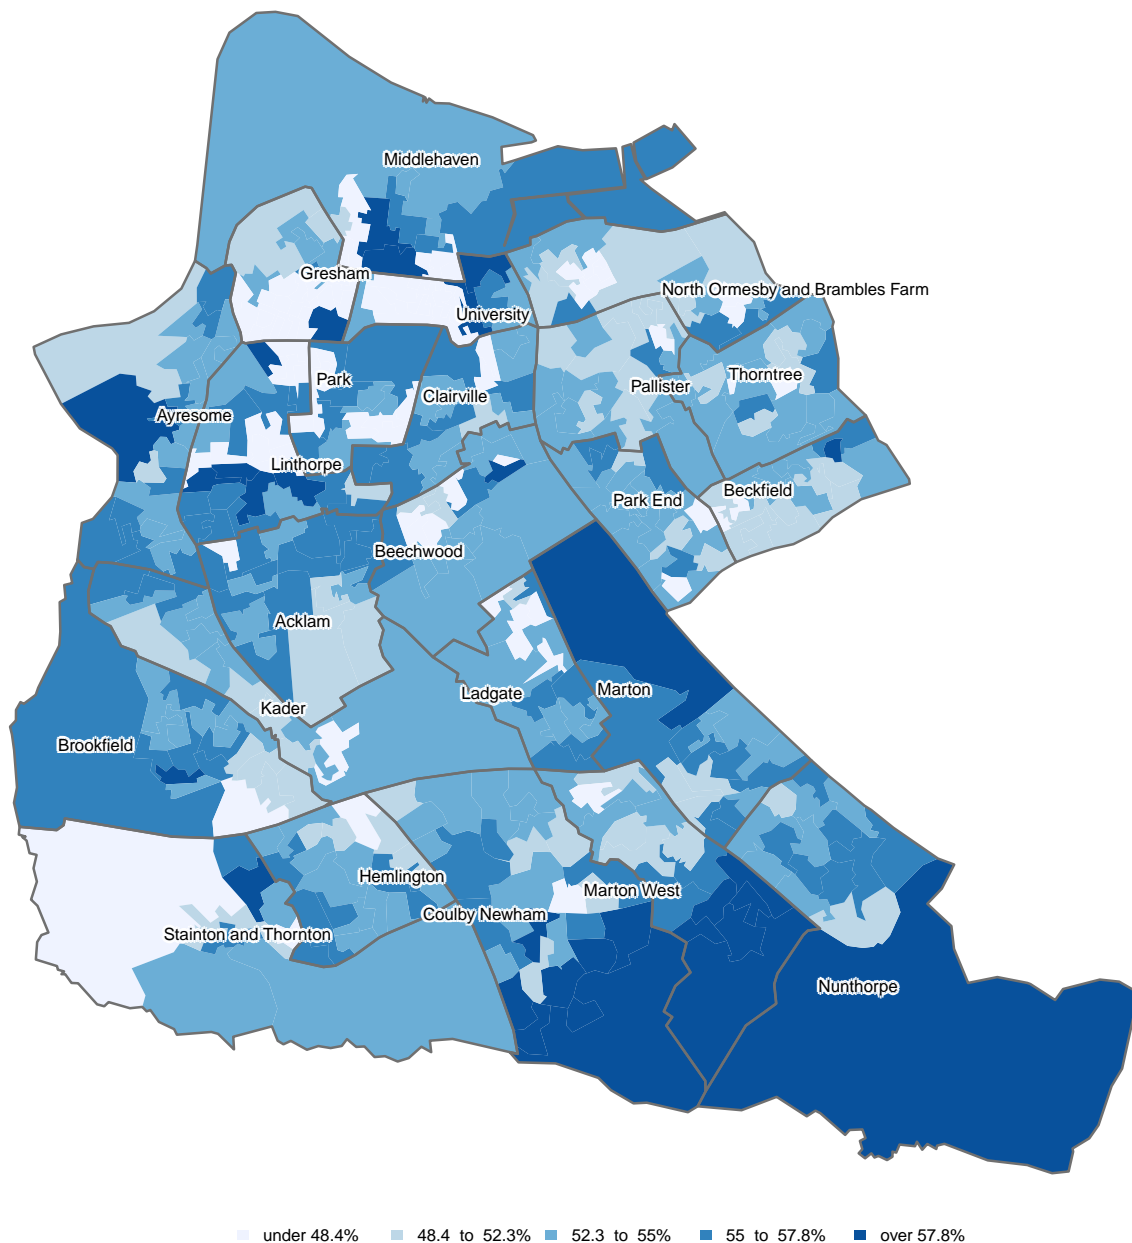 Middlehaven
Gresham
North Ormesby and Brambles Farm
University
Park
Thorntree
Pallister
Clairville
Ayresome
Linthorpe
Beckfield
Park End
Beechwood
Acklam
Ladgate
Marton
Kader
Brookfield
Hemlington
Marton West
Coulby Newham
Stainton and Thornton
Nunthorpe
under 48.4% 48.4 to 52.3% 52.3 to 55% 55 to 57.8% over 57.8%